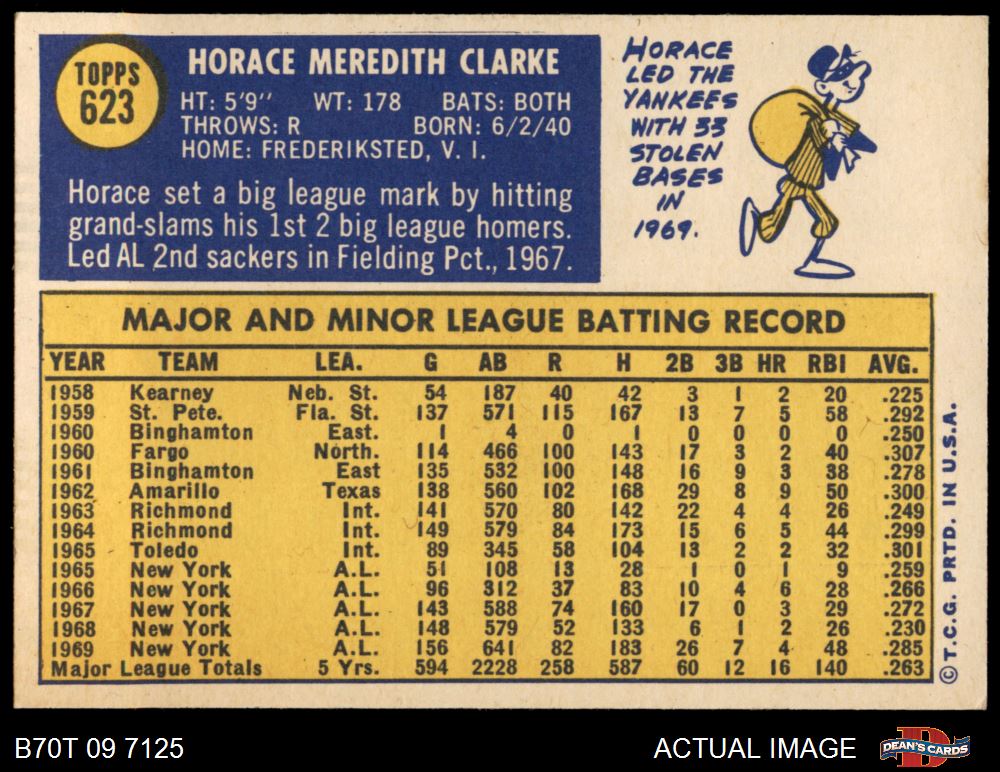 TOPPS
623
HORACE MEREDITH CLARKE
HT: 5'9" WT: 178 BATS: BOTH
THROWS: R BORN: 6/2/40
HOME: FREDERIKSTED, V. I.
Horace set a big league mark by hitting
grand-slams his 1st 2 big league homers.
Led AL 2nd sackers in Fielding Pct., 1967.
HORACE
LED THE
YANKEES
WITH 33
STOLEN
BASES
IN
1969.
MAJOR AND MINOR LEAGUE BATTING RECORD
YEAR TEAM LEA. G AB R H 2B 3B HR RBI AVG.
1958 Kearney Neb. St. 54 187 40 42 3 1 2 20 .225
1959 St. Pete. Fla. St. 137 571 115 167 13 7 5 58 .292
1960 Binghamton East. 1 4 0 1 0 0 0 0 .250
1960 Fargo North. 114 466 100 143 17 3 2 40 .307
1961 Binghamton East 135 532 100 148 16 9 3 38 .278
1962 Amarillo Texas 138 560 102 168 29 8 9 50 .300
1963 Richmond Int. 141 570 80 142 22 4 4 26 .249
1964 Richmond Int. 149 579 84 173 15 6 5 44 .299
1965 Toledo Int. 89 345 58 104 13 2 2 32 .301
1965 New York A.L. 51 108 13 28 1 0 1 9 .259
1966 New York A.L. 96 312 37 83 10 4 6 28 .266
1967 New York A.L. 143 588 74 160 17 0 3 29 .272
1968 New York A.L. 148 579 52 133 6 1 2 26 .230
1969 New York A.L. 156 641 82 183 26 7 4 48 .285
Major League Totals 5 Yrs. 594 2228 258 587 60 12 16 140 .263
© T.C.G. PRTD. IN U.S.A.
B70T 09 7125
ACTUAL IMAGE
DEAN'S CARDS